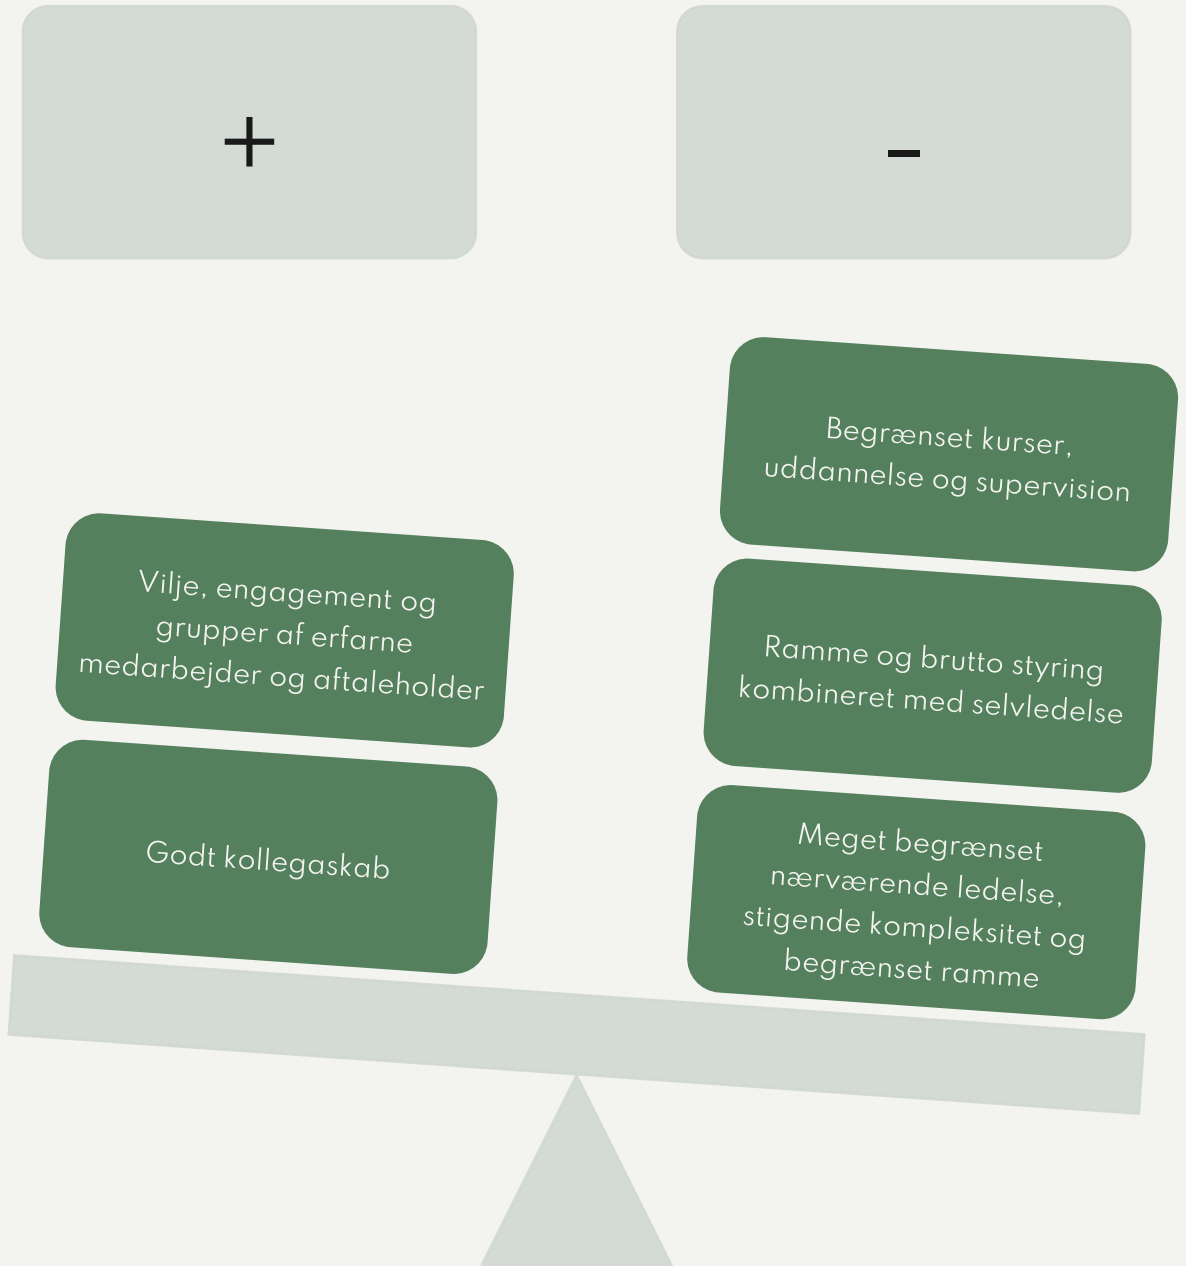 +
-
Vilje, engagement og
grupper af erfarne
medarbejder og aftaleholder
Godt kollegaskab
Begrænset kurser,
uddannelse og supervision
Ramme og brutto styring
kombineret med selvledelse
Meget begrænset
nærværende ledelse,
stigende kompleksitet og
begrænset ramme